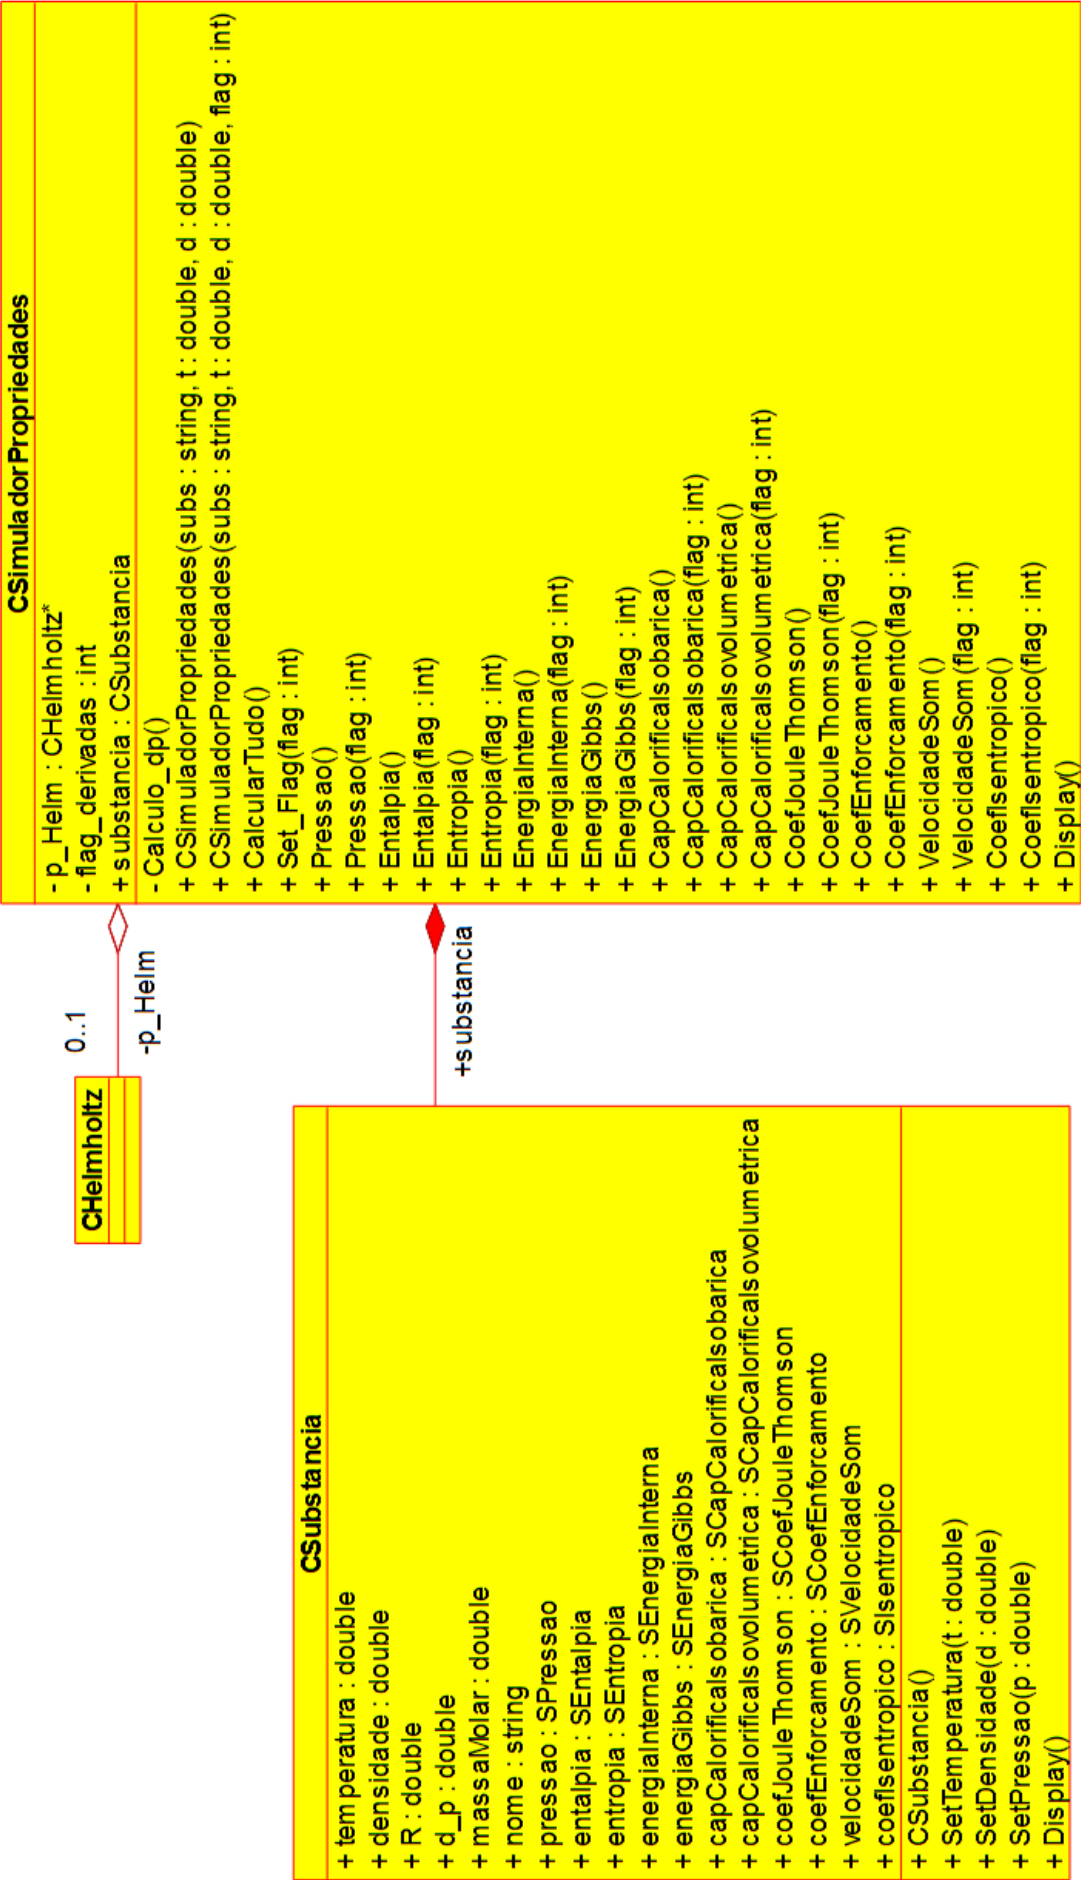 CSimuladorPropriedades
- p_Helm : CHelmholtz*
- flag_derivadas : int
+ substancia : CSubstancia
- Calculo_dp()
+ CSimuladorPropriedades(subs : string, t : double, d : double)
+ CSimuladorPropriedades(subs : string, t : double, d : double, flag : int)
+ CalcularTudo()
+ Set_Flag(flag : int)
+ Pressao()
+ Pressao(flag : int)
+ Entalpia()
+ Entalpia(flag : int)
+ Entropia()
+ Entropia(flag : int)
+ EnergiaInterna()
+ EnergiaInterna(flag : int)
+ EnergiaGibbs()
+ EnergiaGibbs(flag : int)
+ CapCalorificaIsobarica()
+ CapCalorificaIsobarica(flag : int)
+ CapCalorificaIsovolumetrica()
+ CapCalorificaIsovolumetrica(flag : int)
+ CoefJouleThomson()
+ CoefJouleThomson(flag : int)
+ CoefEnforcamento()
+ CoefEnforcamento(flag : int)
+ VelocidadeSom()
+ VelocidadeSom(flag : int)
+ CoefIsentropico()
+ CoefIsentropico(flag : int)
+ Display()
CHelmholtz
0..1
-p_Helm
+substancia
CSubstancia
+ temperatura : double
+ densidade : double
+ R : double
+ d_p : double
+ massaMolar : double
+ nome : string
+ pressao : SPressao
+ entalpia : SEntalpia
+ entropia : SEntropia
+ energiaInterna : SEnergiaInterna
+ energiaGibbs : SEnergiaGibbs
+ capCalorificaIsobarica : SCapCalorificaIsobarica
+ capCalorificaIsovolumetrica : SCapCalorificaIsovolumetrica
+ coefJouleThomson : SCoefJouleThomson
+ coefEnforcamento : SCoefEnforcamento
+ velocidadeSom : SVelocidadeSom
+ coefIsentropico : SIsentropico
+ CSubstancia()
+ SetTemperatura(t : double)
+ SetDensidade(d : double)
+ SetPressao(p : double)
+ Display()